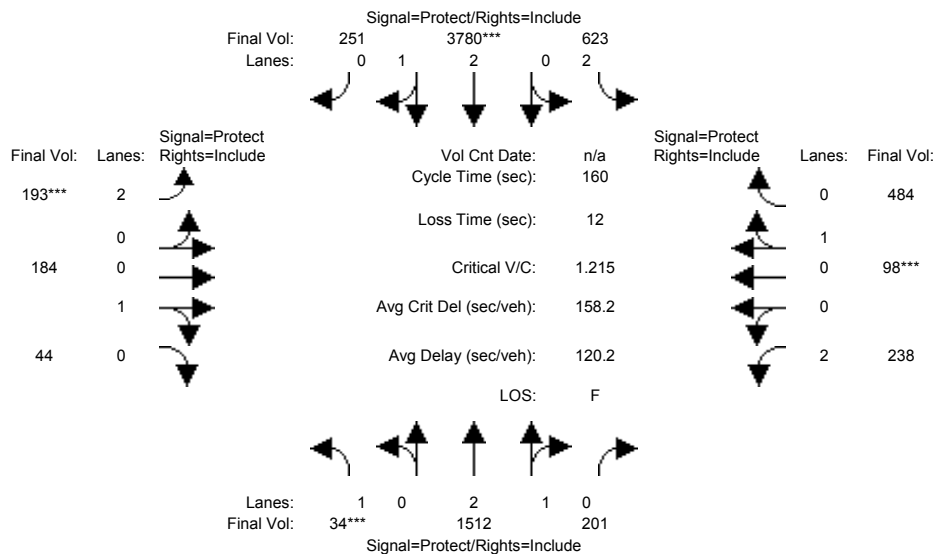 Signal=Protect/Rights=Include
Final Vol: 251 3780*** 623
Lanes: 0 1 2 0 2
Signal=Protect
Final Vol: Lanes: Rights=Include
Vol Cnt Date: n/a
Signal=Protect
Rights=Include Lanes: Final Vol:
Cycle Time (sec): 160
193*** 2
0 484
Loss Time (sec): 12
0
1
184 0
Critical V/C: 1.215
0 98***
1
Avg Crit Del (sec/veh): 158.2
0
44 0
Avg Delay (sec/veh): 120.2
2 238
LOS: F
Lanes: 1 0 2 1 0
Final Vol: 34*** 1512 201
Signal=Protect/Rights=Include